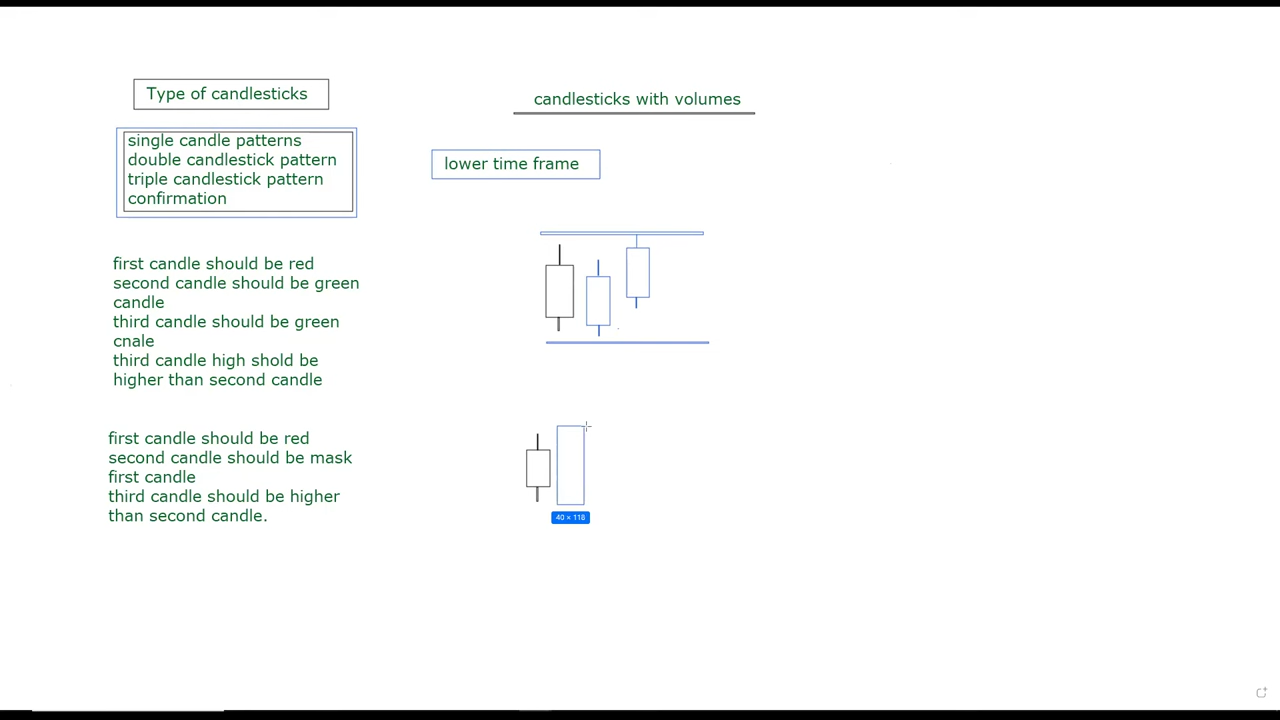 Type of candlesticks
candlesticks with volumes
single candle patterns
double candlestick pattern
triple candlestick pattern
confirmation
lower time frame
first candle should be red
second candle should be green
candle
third candle should be green
cnale
third candle high shold be
higher than second candle
first candle should be red
second candle should be mask
first candle
third candle should be higher
than second candle.
40 × 118